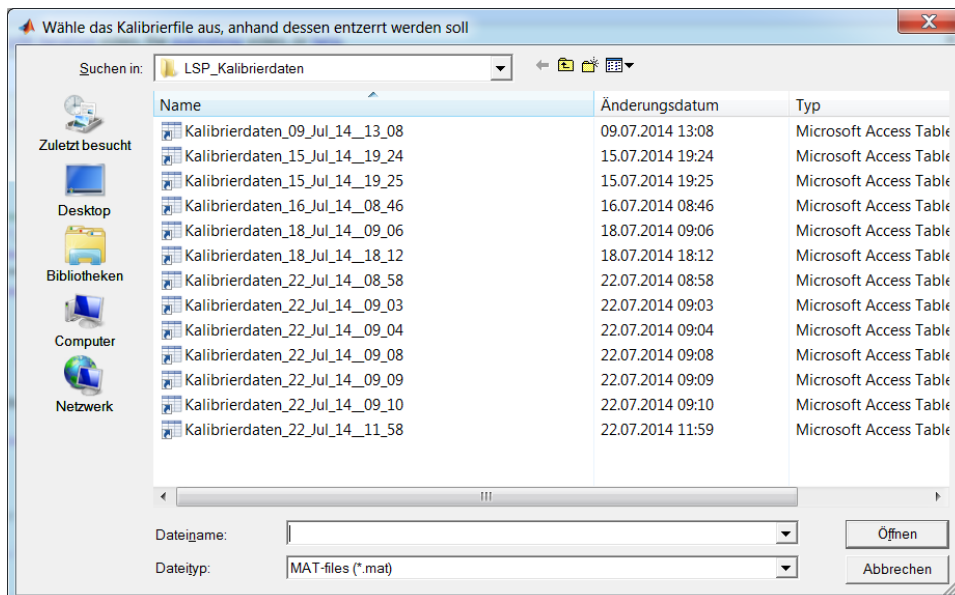 Wähle das Kalibrierfile aus, anhand dessen entzerrt werden soll
Suchen in: LSP_Kalibrierdaten
Name Änderungsdatum Typ
Kalibrierdaten_09_Jul_14__13_08 09.07.2014 13:08 Microsoft Access Table
Kalibrierdaten_15_Jul_14__19_24 15.07.2014 19:24 Microsoft Access Table
Kalibrierdaten_15_Jul_14__19_25 15.07.2014 19:25 Microsoft Access Table
Kalibrierdaten_16_Jul_14__08_46 16.07.2014 08:46 Microsoft Access Table
Kalibrierdaten_18_Jul_14__09_06 18.07.2014 09:06 Microsoft Access Table
Kalibrierdaten_18_Jul_14__18_12 18.07.2014 18:12 Microsoft Access Table
Kalibrierdaten_22_Jul_14__08_58 22.07.2014 08:58 Microsoft Access Table
Kalibrierdaten_22_Jul_14__09_03 22.07.2014 09:03 Microsoft Access Table
Kalibrierdaten_22_Jul_14__09_04 22.07.2014 09:04 Microsoft Access Table
Kalibrierdaten_22_Jul_14__09_08 22.07.2014 09:08 Microsoft Access Table
Kalibrierdaten_22_Jul_14__09_09 22.07.2014 09:09 Microsoft Access Table
Kalibrierdaten_22_Jul_14__09_10 22.07.2014 09:10 Microsoft Access Table
Kalibrierdaten_22_Jul_14__11_58 22.07.2014 11:59 Microsoft Access Table
Zuletzt besucht
Desktop
Bibliotheken
Computer
Netzwerk
Dateiname: Öffnen
Dateityp: MAT-files (*.mat) Abbrechen